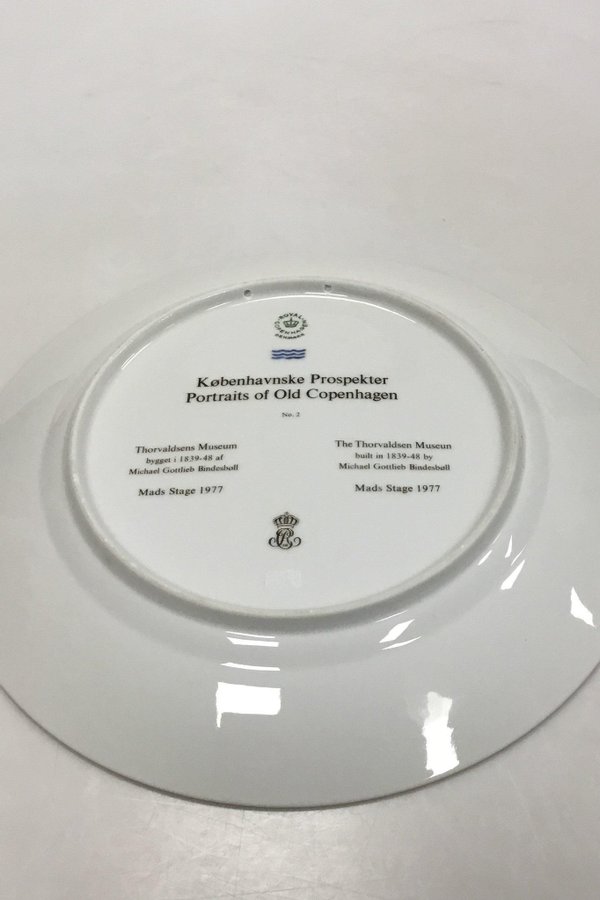 ROYAL
COPENHAGEN
DENMARK
Københavnske Prospekter
Portraits of Old Copenhagen
No. 2
Thorvaldsens Museum
bygget i 1839-48 af
Michael Gottlieb Bindesbøll
Mads Stage 1977
The Thorvaldsen Museun
built in 1839-48 by
Michael Gottlieb Bindesbøll
Mads Stage 1977